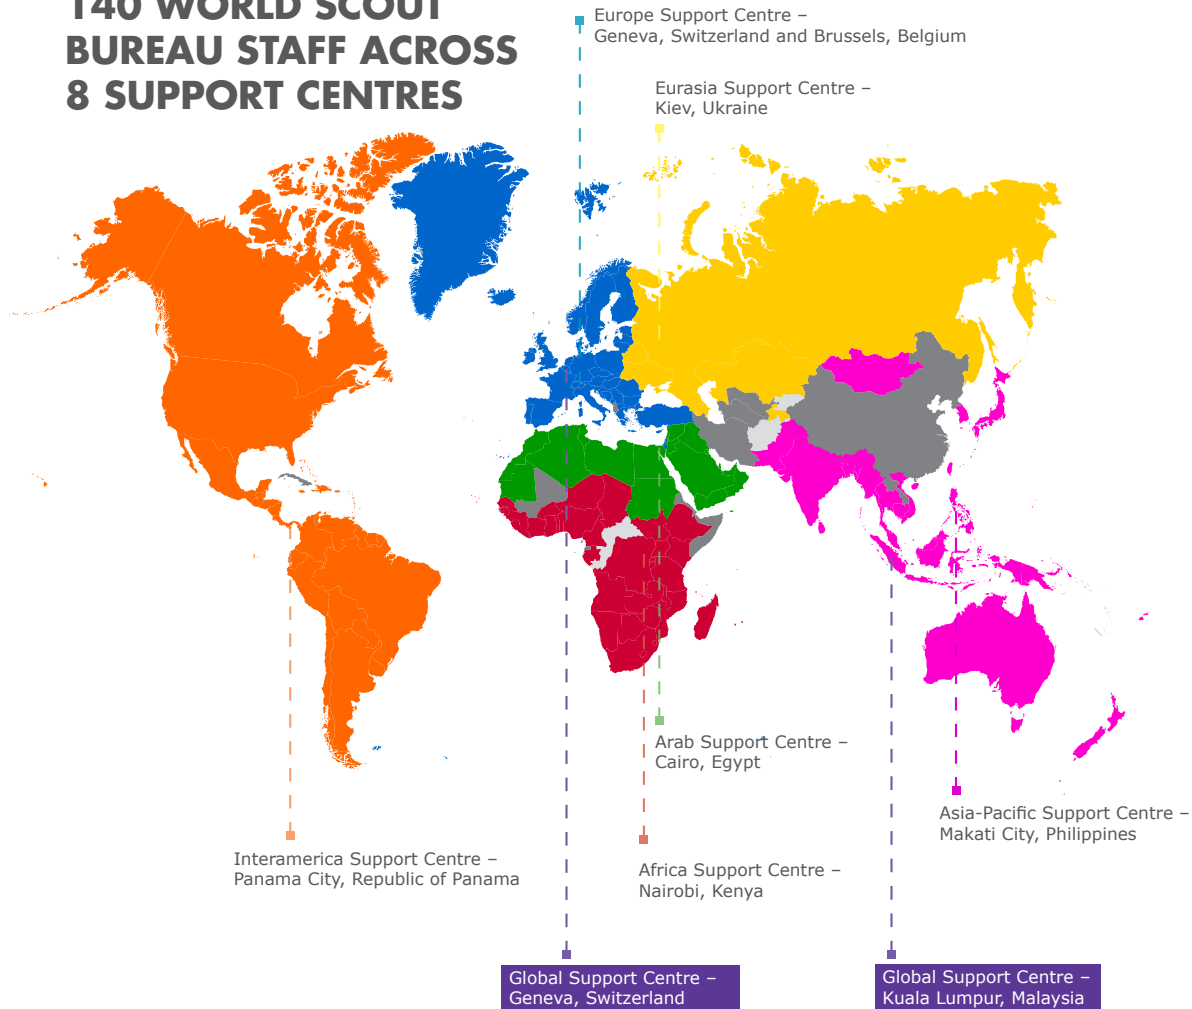 140 WORLD SCOUT
BUREAU STAFF ACROSS
8 SUPPORT CENTRES
Europe Support Centre –
Geneva, Switzerland and Brussels, Belgium
Eurasia Support Centre –
Kiev, Ukraine
Arab Support Centre –
Cairo, Egypt
Asia-Pacific Support Centre –
Makati City, Philippines
Interamerica Support Centre –
Panama City, Republic of Panama
Africa Support Centre –
Nairobi, Kenya
Global Support Centre –
Geneva, Switzerland
Global Support Centre –
Kuala Lumpur, Malaysia